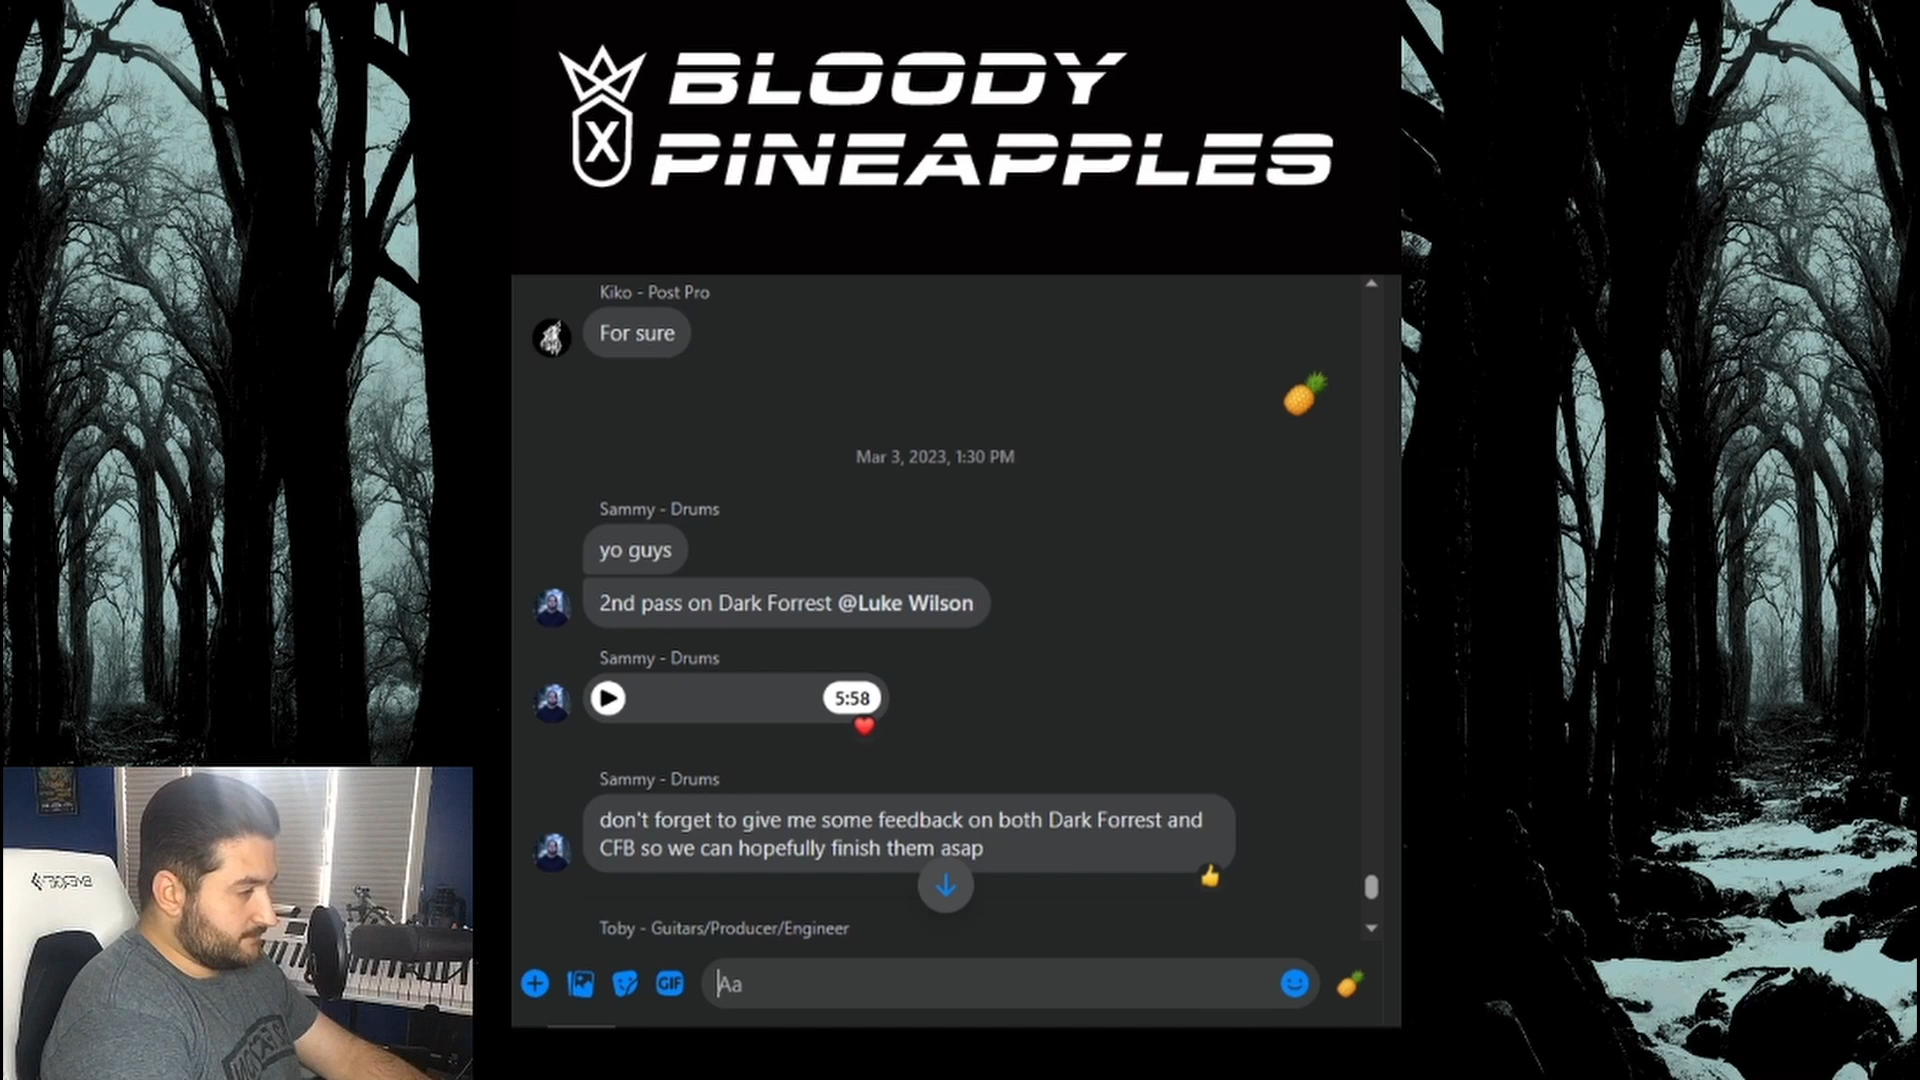 BLOODY
X PINEAPPLES
Kiko - Post Pro
For sure
Mar 3, 2023, 1:30 PM
Sammy - Drums
yo guys
2nd pass on Dark Forrest @Luke Wilson
Sammy - Drums
5:58
Sammy - Drums
don't forget to give me some feedback on both Dark Forrest and
CFB so we can hopefully finish them asap
Toby - Guitars/Producer/Engineer
GIF
Aa